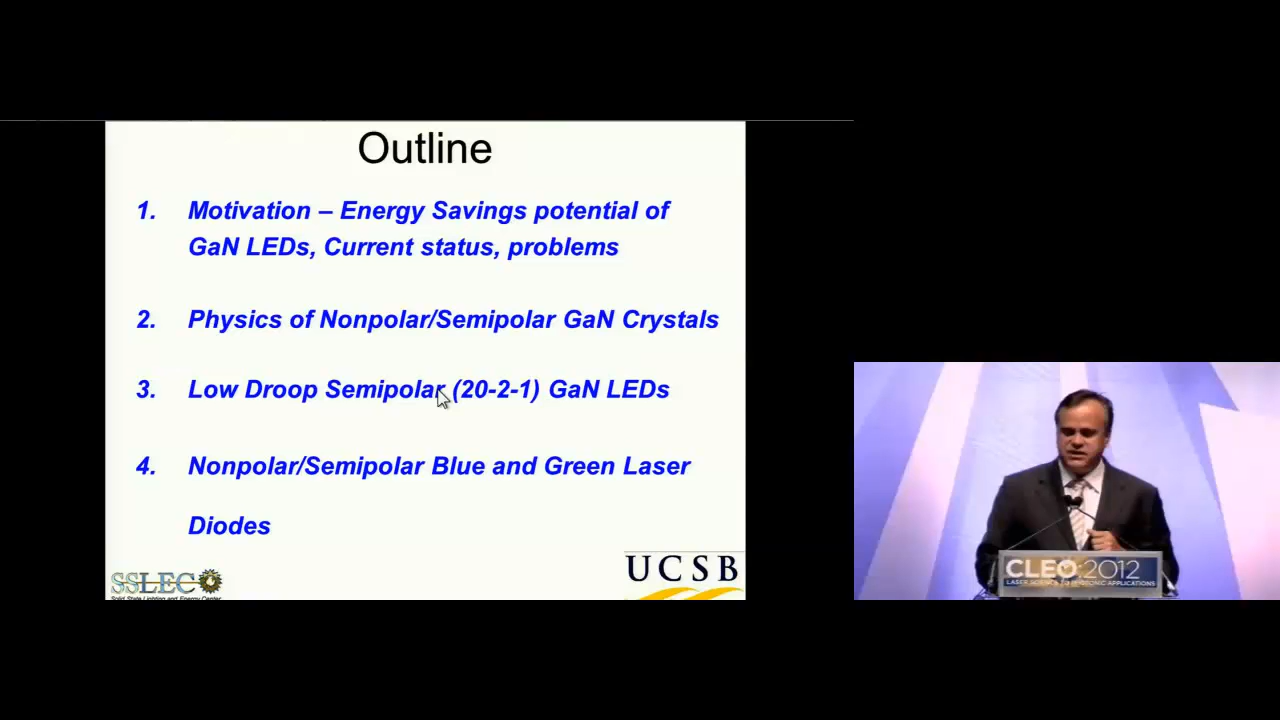 Outline
1. Motivation – Energy Savings potential of
GaN LEDs, Current status, problems
2. Physics of Nonpolar/Semipolar GaN Crystals
3. Low Droop Semipolar (20-2-1) GaN LEDs
4. Nonpolar/Semipolar Blue and Green Laser
Diodes
SSLEC
Solid State Lighting and Energy Center
UCSB
CLEO:2012
LASER SCIENCE TO PHOTONIC APPLICATIONS